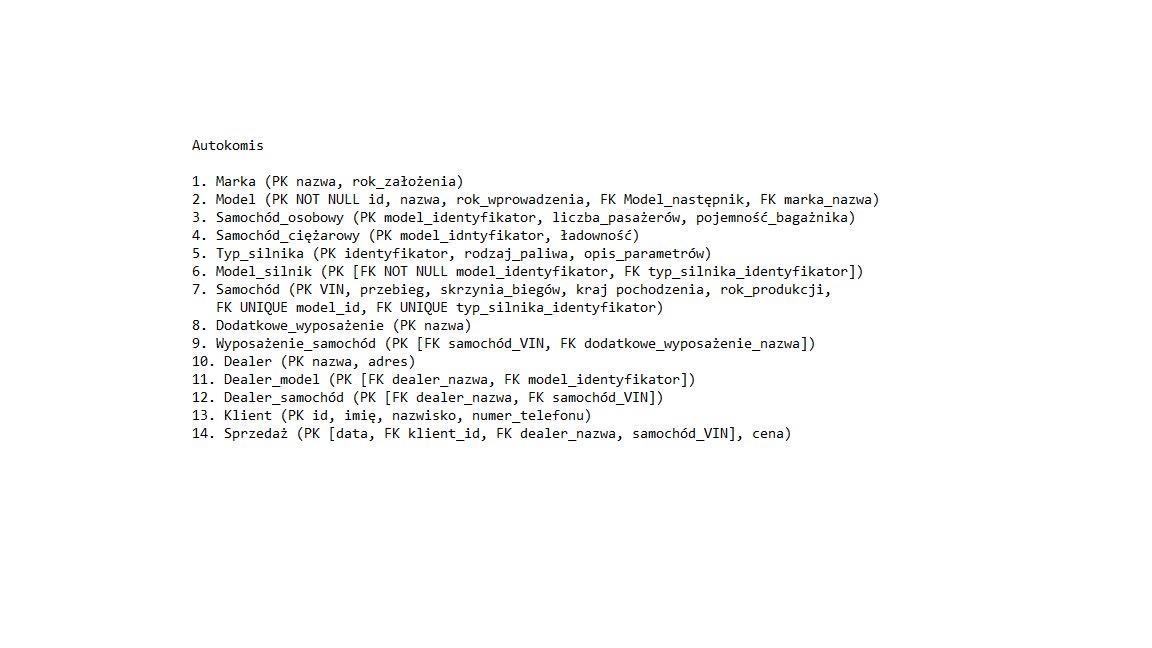 Autokomis
1. Marka (PK nazwa, rok_założenia)
2. Model (PK NOT NULL id, nazwa, rok_wprowadzenia, FK Model_następnik, FK marka_nazwa)
3. Samochód_osobowy (PK model_identyfikator, liczba_pasażerów, pojemność_bagażnika)
4. Samochód_ciężarowy (PK model_idntyfikator, ładowność)
5. Typ_silnika (PK identyfikator, rodzaj_paliwa, opis_parametrów)
6. Model_silnik (PK [FK NOT NULL model_identyfikator, FK typ_silnika_identyfikator])
7. Samochód (PK VIN, przebieg, skrzynia_biegów, kraj pochodzenia, rok_produkcji,
FK UNIQUE model_id, FK UNIQUE typ_silnika_identyfikator)
8. Dodatkowe_wyposażenie (PK nazwa)
9. Wyposażenie_samochód (PK [FK samochód_VIN, FK dodatkowe_wyposażenie_nazwa])
10. Dealer (PK nazwa, adres)
11. Dealer_model (PK [FK dealer_nazwa, FK model_identyfikator])
12. Dealer_samochód (PK [FK dealer_nazwa, FK samochód_VIN])
13. Klient (PK id, imię, nazwisko, numer_telefonu)
14. Sprzedaż (PK [data, FK klient_id, FK dealer_nazwa, samochód_VIN], cena)